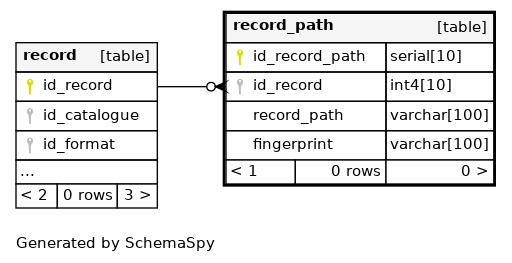 record [table]
id_record
id_catalogue
id_format
...
< 2 0 rows 3 >
record_path [table]
id_record_path serial[10]
id_record int4[10]
record_path varchar[100]
fingerprint varchar[100]
< 1 0 rows 0 >
Generated by SchemaSpy